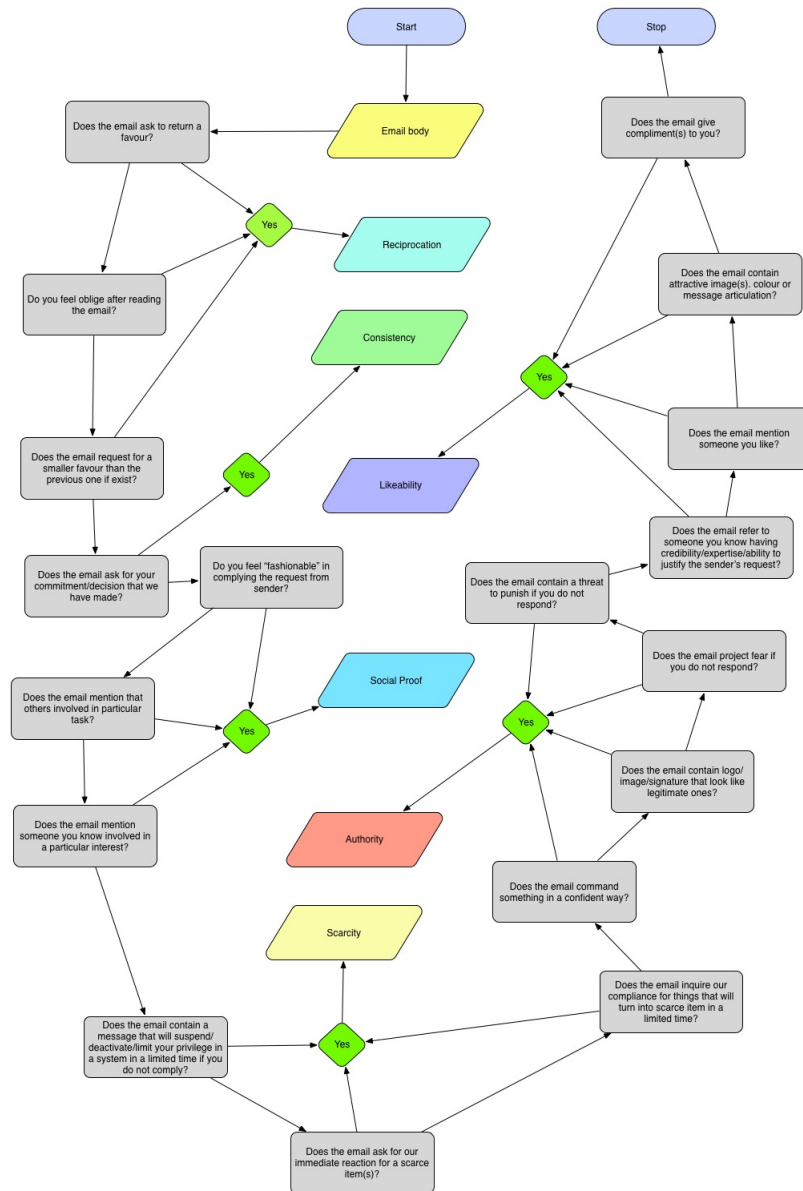 Start
Stop
Email body
Does the email ask to return a
favour?
Does the email give
compliment(s) to you?
Yes
Reciprocation
Do you feel oblige after reading
the email?
Does the email contain
attractive image(s). colour or
message articulation?
Consistency
Yes
Does the email request for a
smaller favour than the
previous one if exist?
Yes
Does the email mention
someone you like?
Likeability
Does the email ask for your
commitment/decision that we
have made?
Do you feel “fashionable” in
complying the request from
sender?
Does the email contain a threat
to punish if you do not
respond?
Does the email refer to
someone you know having
credibility/expertise/ability to
justify the sender's request?
Does the email project fear if
you do not respond?
Does the email mention that
others involved in particular
task?
Yes
Social Proof
Yes
Does the email contain logo/
image/signature that look like
legitimate ones?
Does the email mention
someone you know involved in
a particular interest?
Authority
Does the email command
something in a confident way?
Scarcity
Does the email inquire our
compliance for things that will
turn into scarce item in a
limited time?
Does the email contain a
message that will suspend/
deactivate/limit your privilege in
a system in a limited time if you
do not comply?
Yes
Does the email ask for our
immediate reaction for a scarce
item(s)?